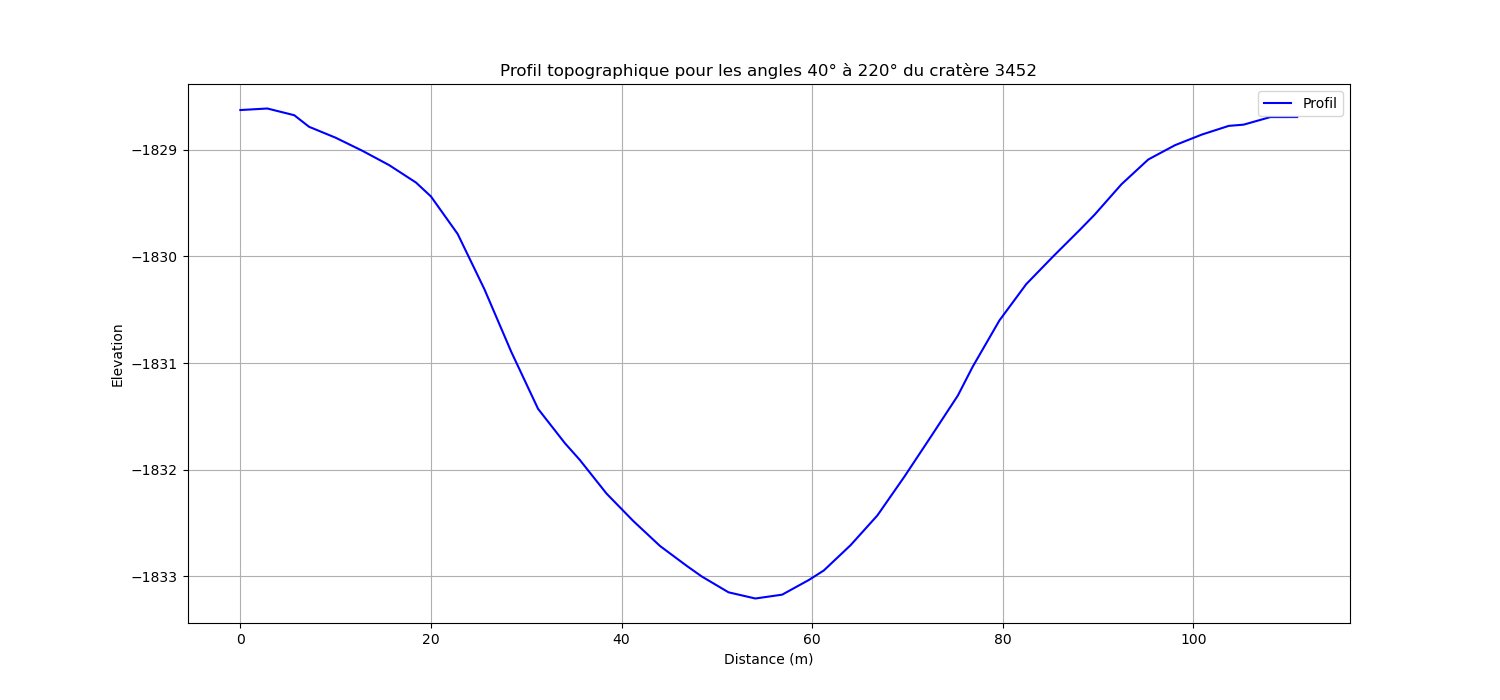 Profil topographique pour les angles 40° à 220° du cratère 3452
Profil
Elevation
−1829
−1830
−1831
−1832
−1833
0 20 40 60 80 100
Distance (m)